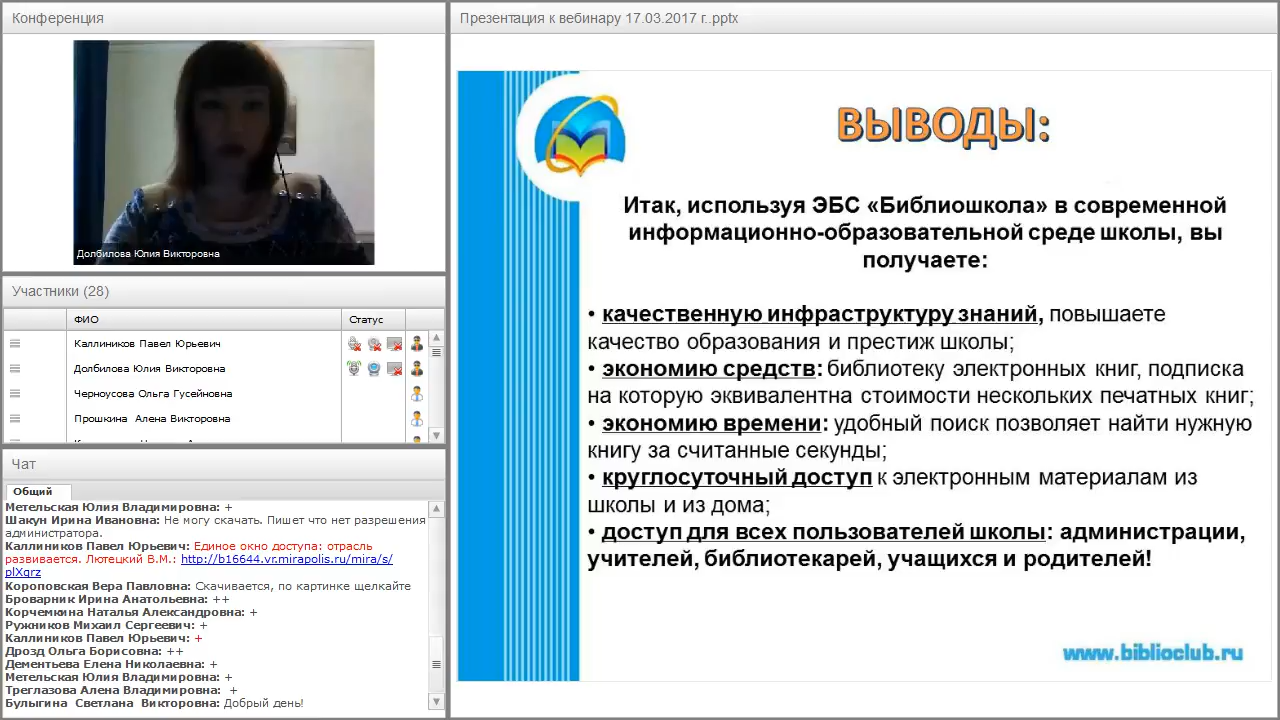 Конференция
Долбилова Юлия Викторовна
Участники (28)
ФИО Статус
Каллиников Павел Юрьевич
Долбилова Юлия Викторовна
Черноусова Ольга Гусейновна
Прошкина Алена Викторовна
Чат
Общий
Метельская Юлия Владимировна: +
Шакун Ирина Ивановна: Не могу скачать. Пишет что нет разрешения
администратора.
Каллиников Павел Юрьевич: Единое окно доступа: отрасль
развивается. Лютецкий В.М.: http://b16644.vr.mirapolis.ru/mira/s/
plXqrz
Короповская Вера Павловна: Скачивается, по картинке щелкайте
Броварник Ирина Анатольевна: ++
Корчемкина Наталья Александровна: +
Ружников Михаил Сергеевич: +
Каллиников Павел Юрьевич: +
Дрозд Ольга Борисовна: ++
Дементьева Елена Николаевна: +
Метельская Юлия Владимировна: +
Треглазова Алена Владимировна: +
Булыгина Светлана Викторовна: Добрый день!
Презентация к вебинару 17.03.2017 г..pptx
ВЫВОДЫ:
Итак, используя ЭБС «Библиошкола» в современной
информационно-образовательной среде школы, вы
получаете:
• качественную инфраструктуру знаний, повышаете
качество образования и престиж школы;
• экономию средств: библиотеку электронных книг, подписка
на которую эквивалентна стоимости нескольких печатных книг;
• экономию времени: удобный поиск позволяет найти нужную
книгу за считанные секунды;
• круглосуточный доступ к электронным материалам из
школы и из дома;
• доступ для всех пользователей школы: администрации,
учителей, библиотекарей, учащихся и родителей!
www.biblioclub.ru